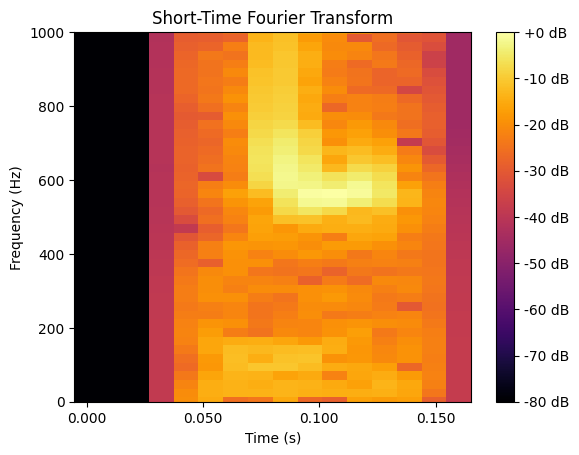 Short-Time Fourier Transform
Frequency (Hz)
1000
800
600
400
200
0
0.000 0.050 0.100 0.150
Time (s)
+0 dB
-10 dB
-20 dB
-30 dB
-40 dB
-50 dB
-60 dB
-70 dB
-80 dB